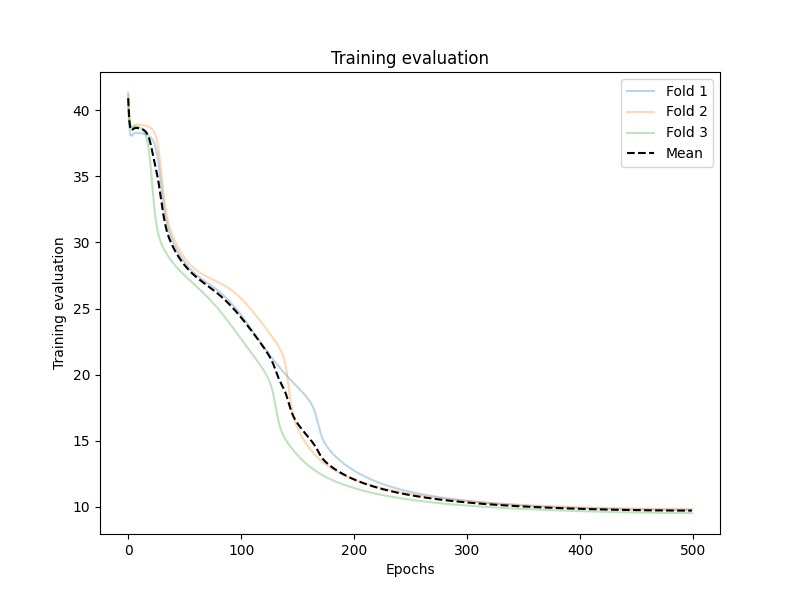 Training evaluation
Fold 1
Fold 2
Fold 3
Mean
Training evaluation
40
35
30
25
20
15
10
0 100 200 300 400 500
Epochs